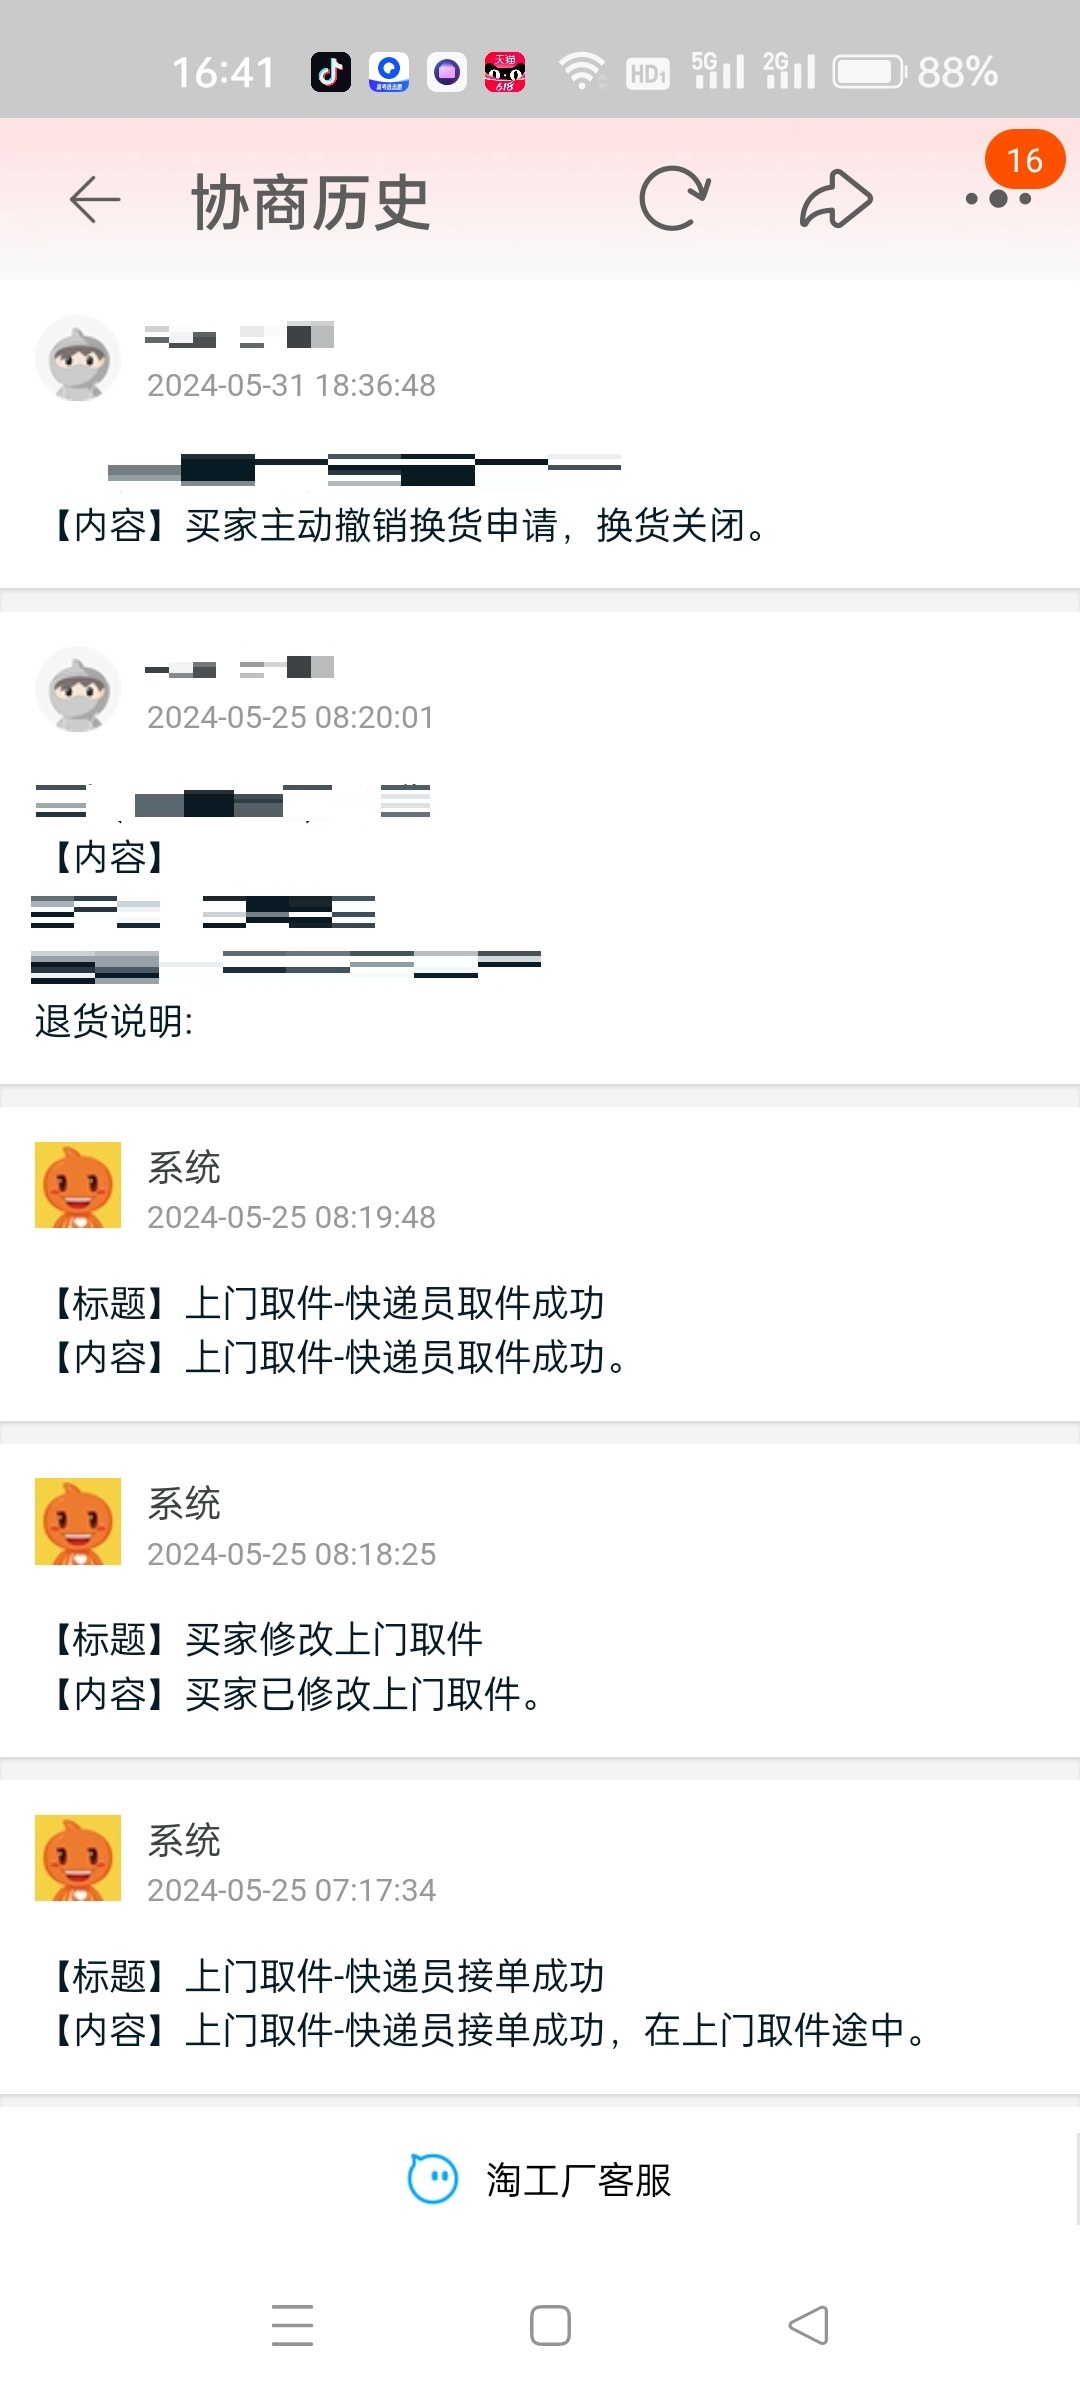 16:41
天猫
618
HD1
5G
2G
88%
协商历史
16
2024-05-31 18:36:48
【内容】买家主动撤销换货申请，换货关闭。
2024-05-25 08:20:01
【内容】
退货说明:
系统
2024-05-25 08:19:48
【标题】上门取件-快递员取件成功
【内容】上门取件-快递员取件成功。
系统
2024-05-25 08:18:25
【标题】买家修改上门取件
【内容】买家已修改上门取件。
系统
2024-05-25 07:17:34
【标题】上门取件-快递员接单成功
【内容】上门取件-快递员接单成功，在上门取件途中。
淘工厂客服